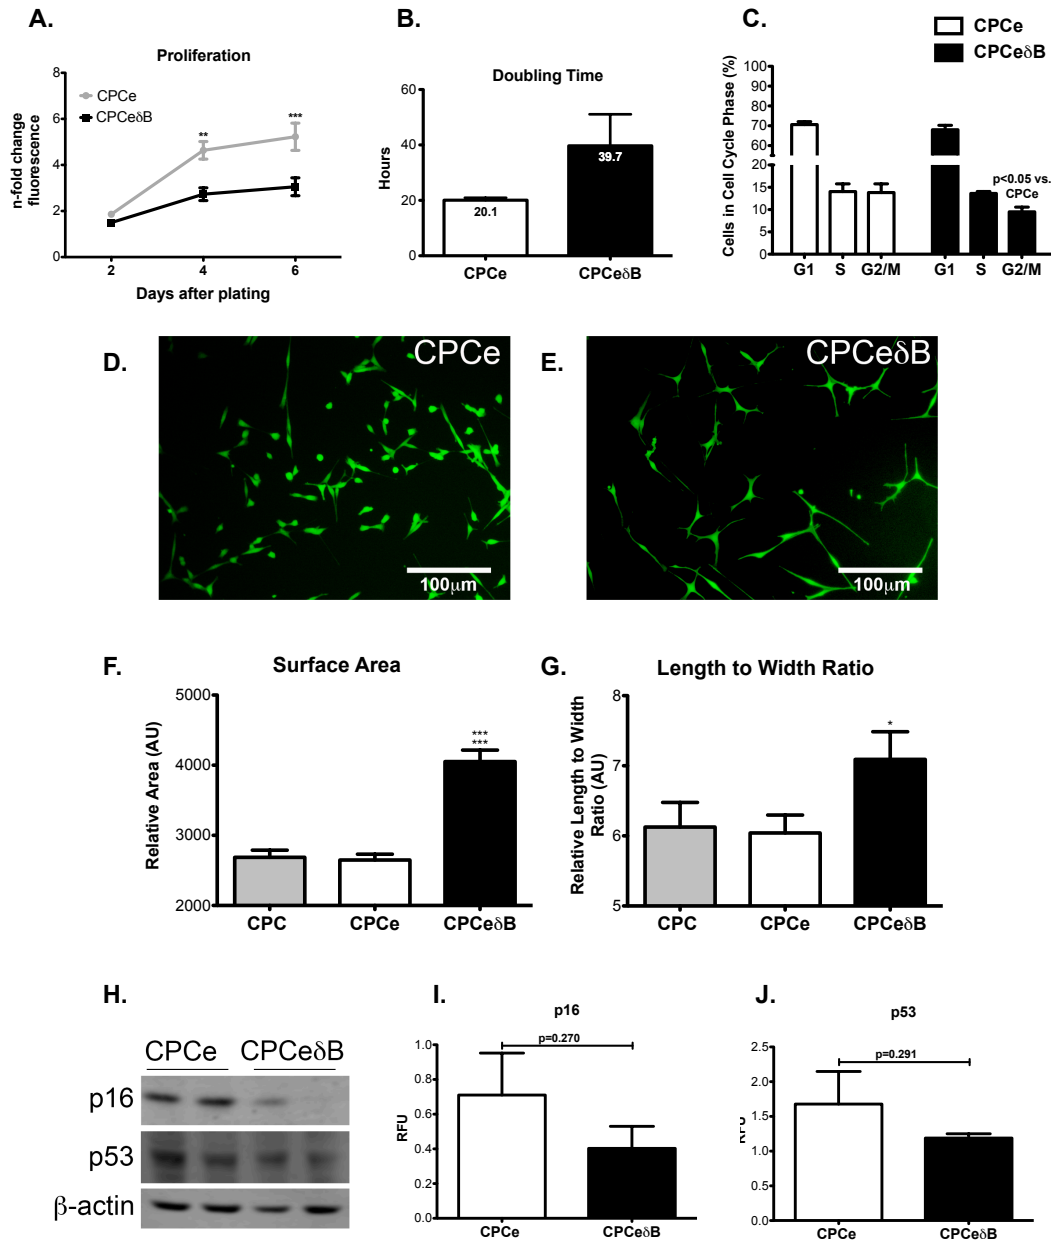 A.
Proliferation
n-fold change
fluorescence
8
6
4
2
0
CPCe
CPCeδB
**
***
2 4 6
Days after plating
B.
Doubling Time
Hours
60
40
20
0
20.1
39.7
CPCe CPCeδB
C.
CPCe
CPCeδB
Cells in Cell Cycle Phase (%)
100
90
80
70
60
20
15
10
5
0
p<0.05 vs.
CPCe
G1 S G2/M G1 S G2/M
D.
CPCe
100μm
E.
CPCeδB
100μm
F.
Surface Area
Relative Area (AU)
5000
4000
3000
2000
***
***
CPC CPCe CPCeδB
G.
Length to Width Ratio
Relative Length to Width
Ratio (AU)
8
7
6
5
*
CPC CPCe CPCeδB
H.
CPCe CPCeδB
p16
p53
β-actin
I.
p16
RFU
1.0
0.8
0.6
0.4
0.2
0.0
p=0.270
CPCe CPCeδB
J.
p53
RFU
2.5
2.0
1.5
1.0
0.5
0.0
p=0.291
CPCe CPCeδB